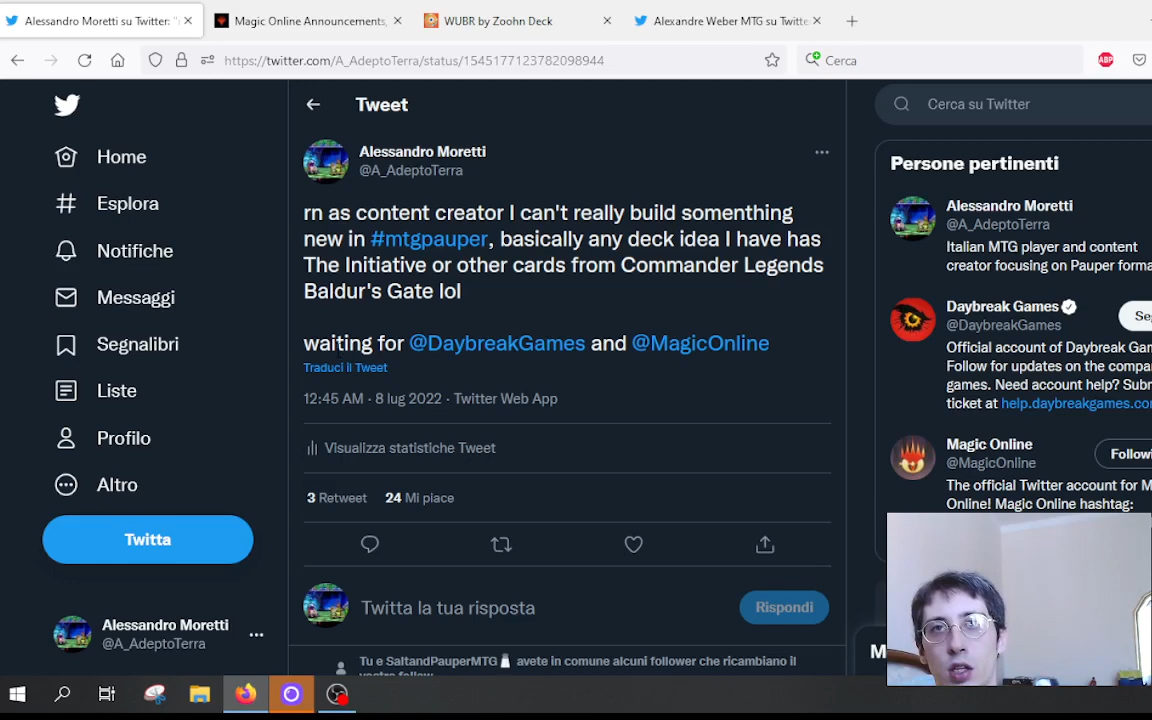 Alessandro Moretti su Twitter: "
Magic Online Announcements,
WUBR by Zoohn Deck
Alexandre Weber MTG su Twitte
https://twitter.com/A_AdeptoTerra/status/1545177123782098944
Cerca
ABP
Home
Esplora
Notifiche
Messaggi
Segnalibri
Liste
Profilo
Altro
Twitta
Alessandro Moretti
@A_AdeptoTerra
Tweet
Alessandro Moretti
@A_AdeptoTerra
rn as content creator I can't really build somenthing
new in #mtgpauper, basically any deck idea I have has
The Initiative or other cards from Commander Legends
Baldur's Gate lol
waiting for @DaybreakGames and @MagicOnline
Traduci il Tweet
12:45 AM · 8 lug 2022 · Twitter Web App
Visualizza statistiche Tweet
3 Retweet 24 Mi piace
Twitta la tua risposta
Rispondi
Tu e SaltandPauperMTG avete in comune alcuni follower che ricambiano il
vostro follow
Cerca su Twitter
Persone pertinenti
Alessandro Moretti
@A_AdeptoTerra
Italian MTG player and content
creator focusing on Pauper forma
Daybreak Games
@DaybreakGames
Se
Official account of Daybreak Gam
Follow for updates on the compa
games. Need account help? Subm
ticket at help.daybreakgames.co
Magic Online
@MagicOnline
Followi
The official Twitter account for M
Online! Magic Online hashtag:
M